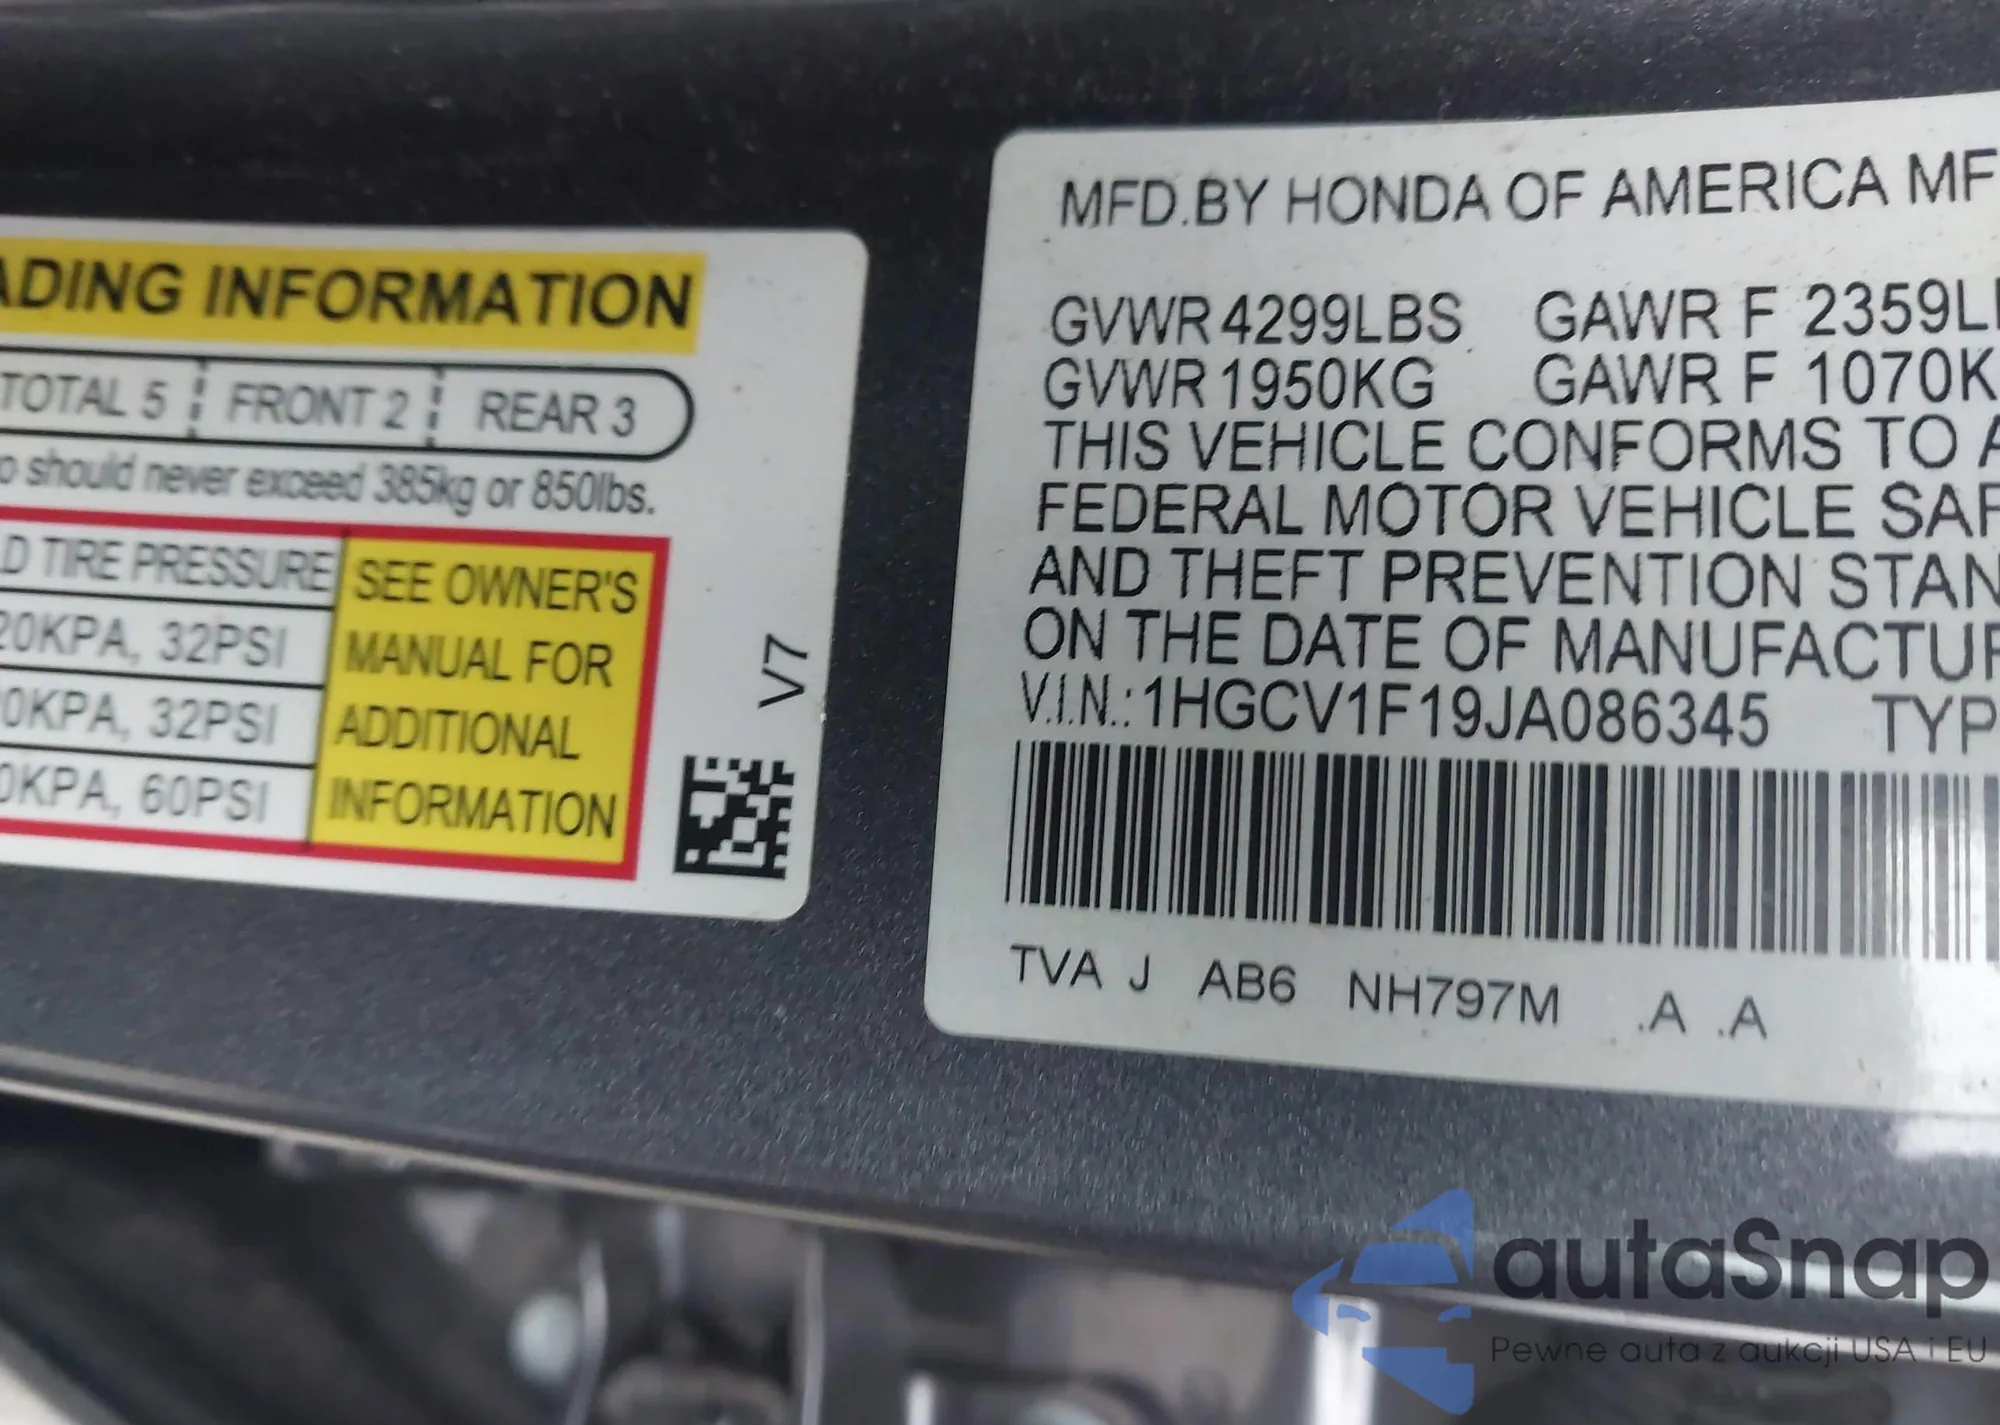 ADING INFORMATION
TOTAL 5 FRONT 2 REAR 3
o should never exceed 385kg or 850lbs.
D TIRE PRESSURE
20KPA, 32PSI
0KPA, 32PSI
0KPA, 60PSI
SEE OWNER'S
MANUAL FOR
ADDITIONAL
INFORMATION
V7
MFD.BY HONDA OF AMERICA MF
GVWR 4299LBS GAWR F 2359L
GVWR 1950KG GAWR F 1070K
THIS VEHICLE CONFORMS TO A
FEDERAL MOTOR VEHICLE SAF
AND THEFT PREVENTION STAN
ON THE DATE OF MANUFACTUR
V.I.N.: 1HGCV1F19JA086345 TYP
TVA J AB6 NH797M .A .A
autaSnap
Pewne auta z aukcji USA i EU